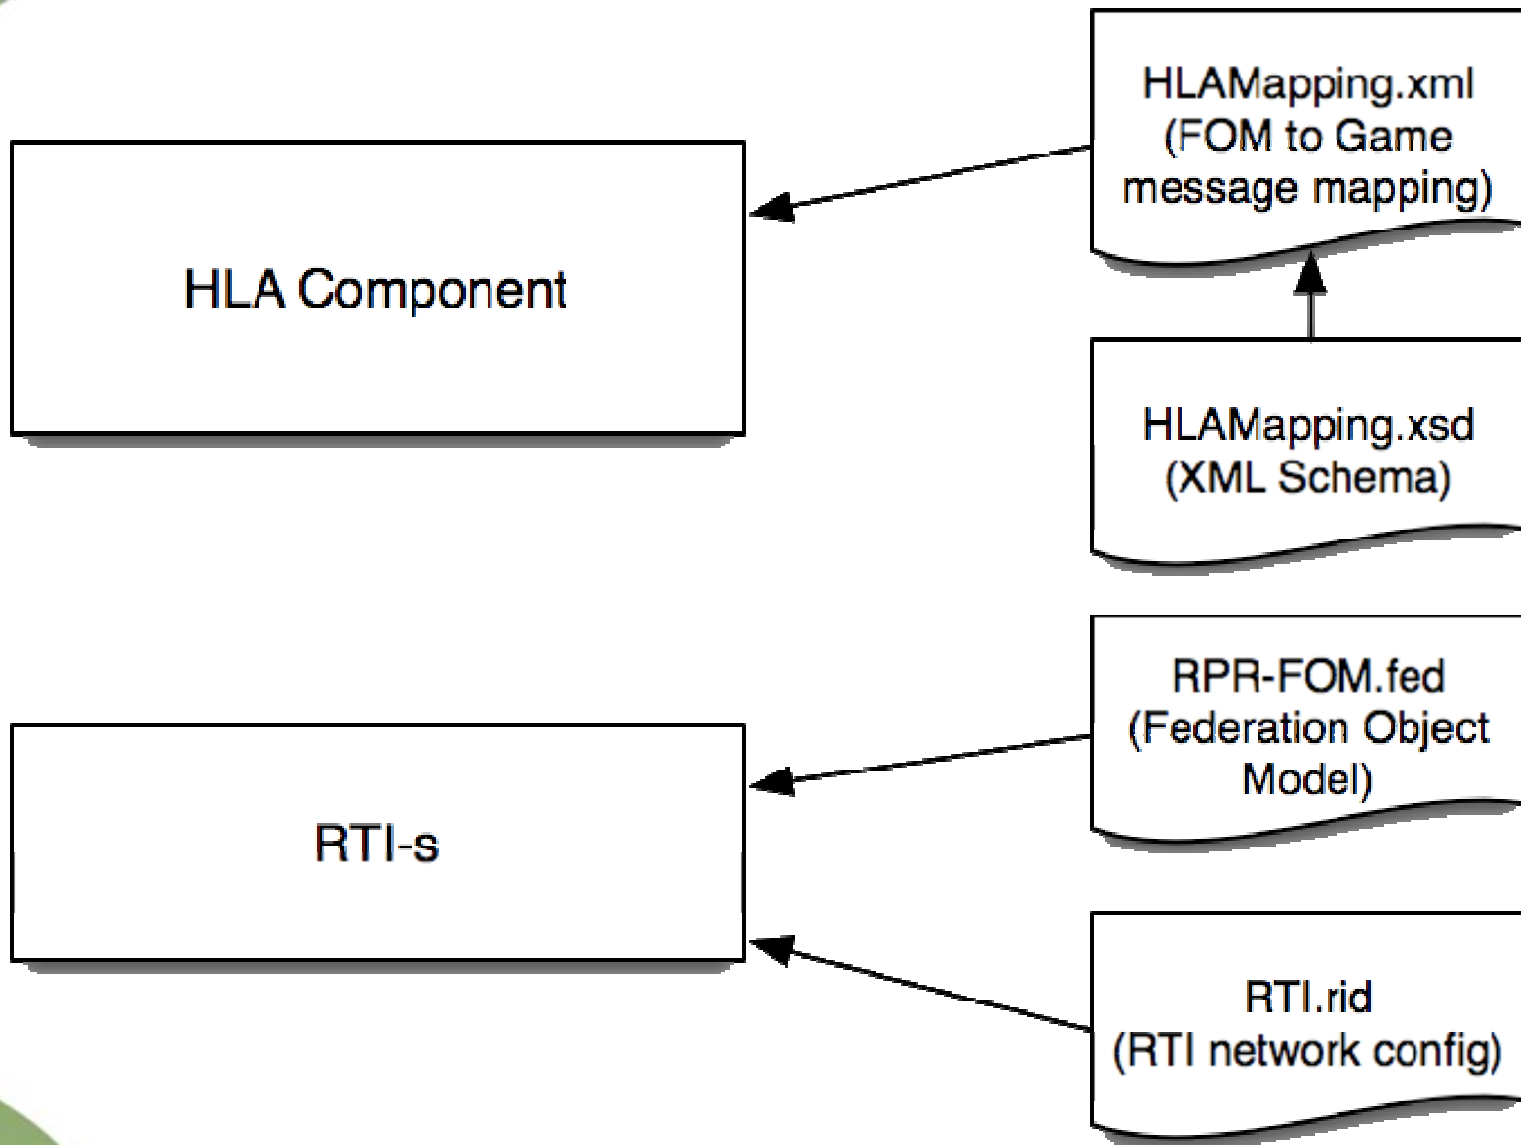 HLAMapping.xml
(FOM to Game
message mapping)
HLA Component
HLAMapping.xsd
(XML Schema)
RPR-FOM.fed
(Federation Object
Model)
RTI-s
RTI.rid
(RTI network config)